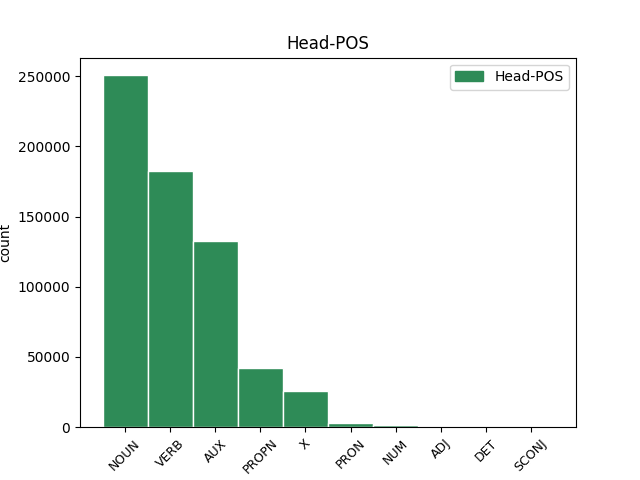 Head-POS
Head-POS
count
250000
200000
150000
100000
50000
0
NOUN
VERB
AUX
PROPN
X
PRON
NUM
ADJ
DET
SCONJ